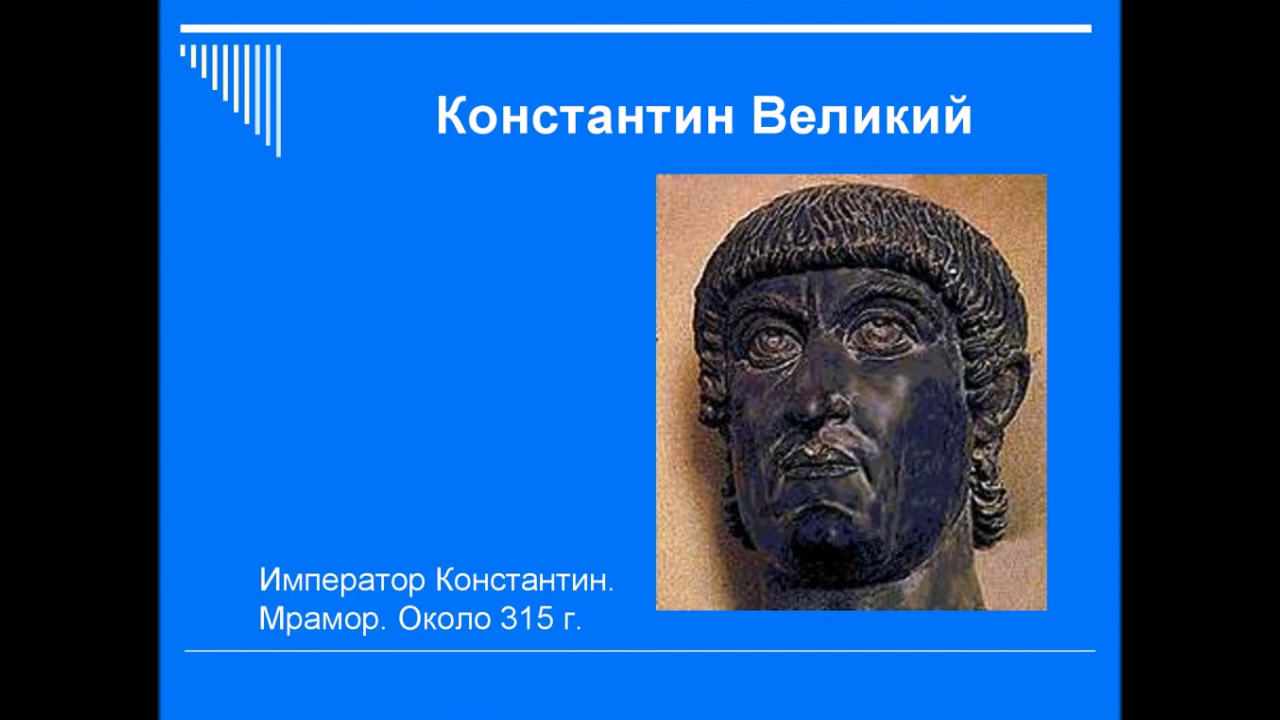 Константин Великий
Император Константин.
Мрамор. Около 315 г.